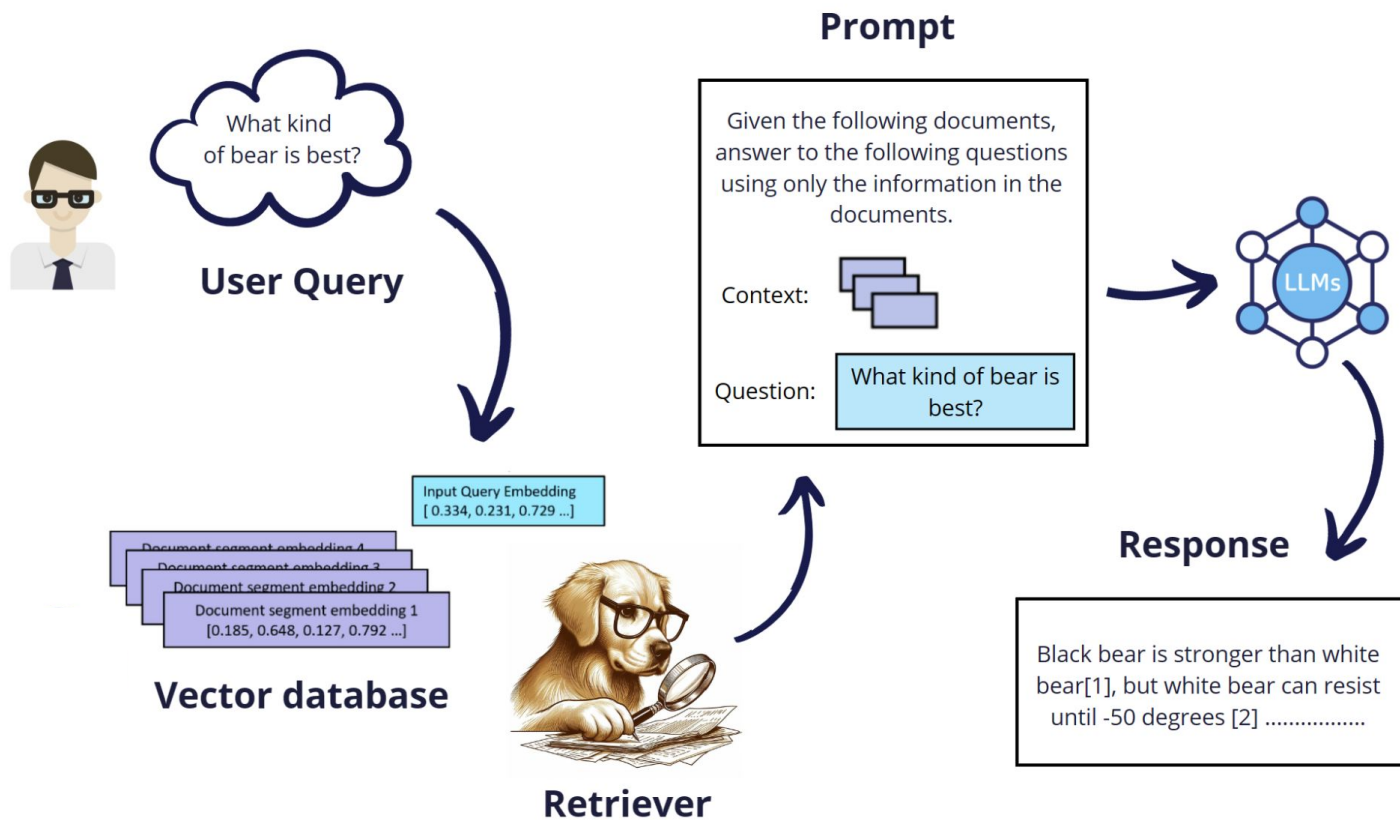 What kind
of bear is best?
User Query
Input Query Embedding
[ 0.334, 0.231, 0.729 ...]
Document segment embedding 4
Document segment embedding 3
Document segment embedding 2
Document segment embedding 1
[0.185, 0.648, 0.127, 0.792 ...]
Vector database
Retriever
Prompt
Given the following documents,
answer to the following questions
using only the information in the
documents.
Context:
Question:
What kind of bear is
best?
LLMs
Response
Black bear is stronger than white
bear[1], but white bear can resist
until -50 degrees [2] .................